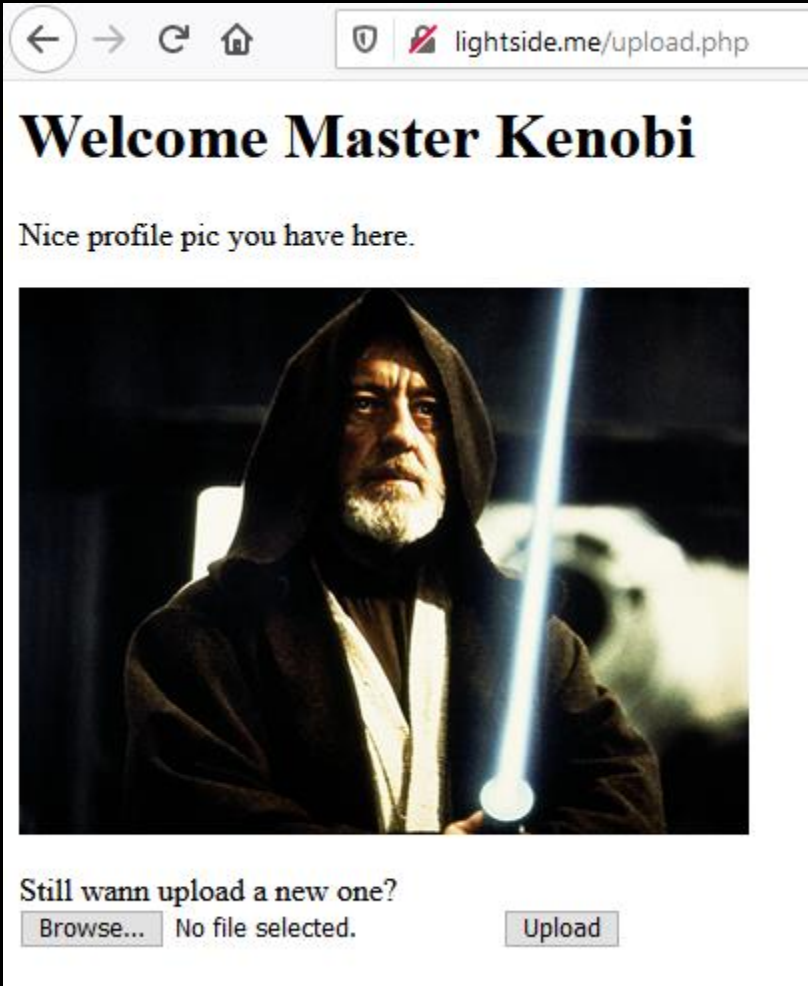 lightside.me/upload.php
Welcome Master Kenobi
Nice profile pic you have here.
Still wann upload a new one?
Browse... No file selected. Upload